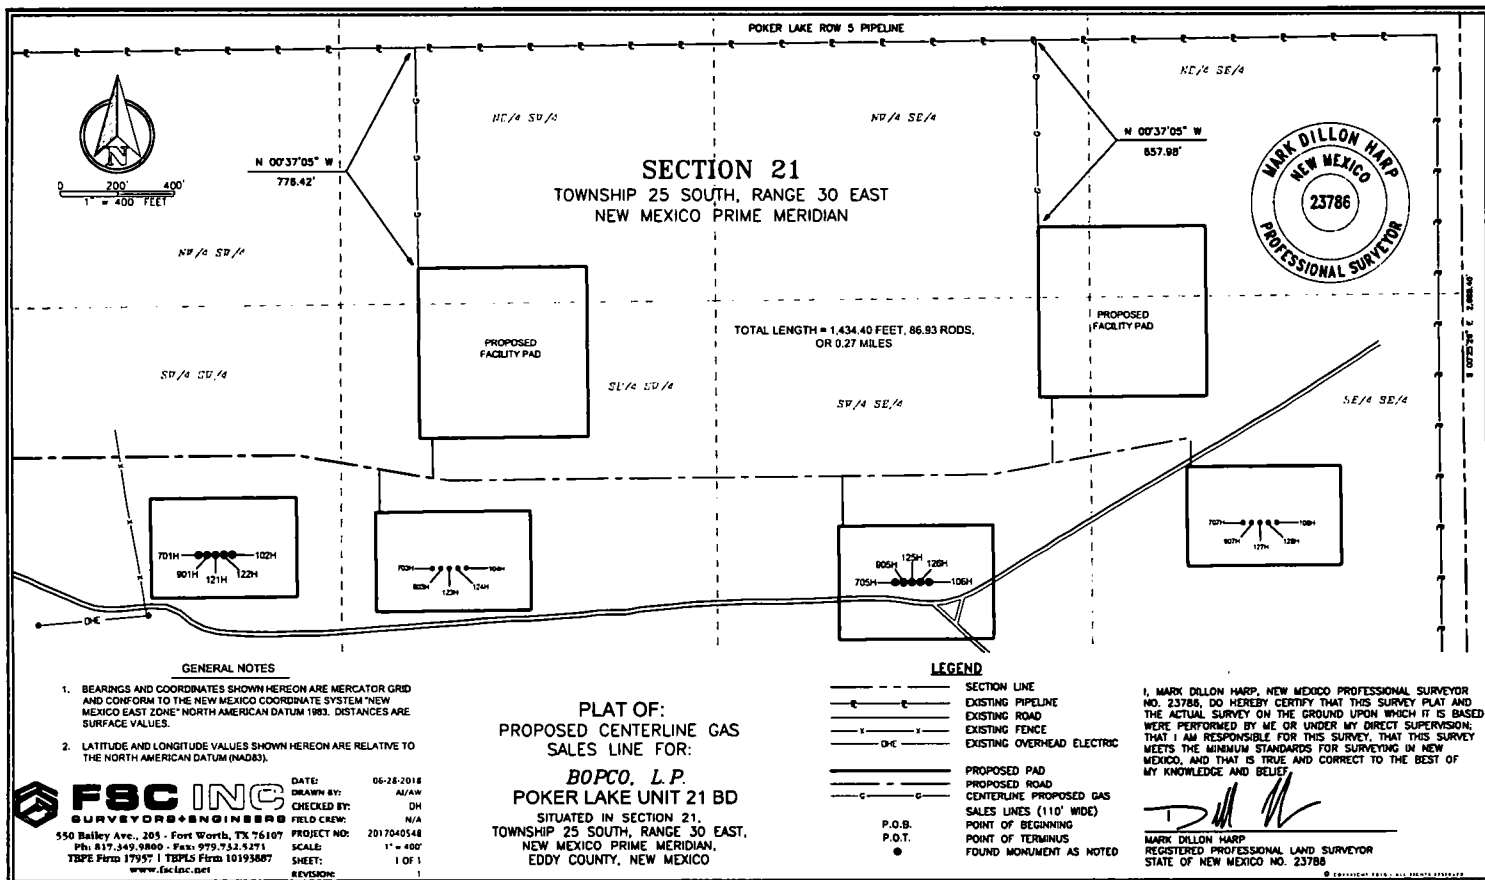 POKER LAKE ROW 5 PIPELINE
NE/4 SE/4
NE/4 SW/4
NW/4 SE/4
N
0 200' 400'
1" = 400 FEET
N 00°37'05" W
776.42'
SECTION 21
TOWNSHIP 25 SOUTH, RANGE 30 EAST
NEW MEXICO PRIME MERIDIAN
N 00°37'05" W
657.98'
MARK DILLON HARP
NEW MEXICO
23786
PROFESSIONAL SURVEYOR
NW/4 SW/4
PROPOSED
FACILITY PAD
TOTAL LENGTH = 1,434.40 FEET, 86.93 RODS,
OR 0.27 MILES
PROPOSED
FACILITY PAD
SW/4 SW/4
SE/4 SW/4
SW/4 SE/4
SE/4 SE/4
701H 102H
901H 121H 122H
703H 104H
903H 123H 124H
905H 125H 126H
705H 106H
707H 108H
907H 127H 128H
OHE
GENERAL NOTES
1. BEARINGS AND COORDINATES SHOWN HEREON ARE MERCATOR GRID
AND CONFORM TO THE NEW MEXICO COORDINATE SYSTEM "NEW
MEXICO EAST ZONE" NORTH AMERICAN DATUM 1983. DISTANCES ARE
SURFACE VALUES.
2. LATITUDE AND LONGITUDE VALUES SHOWN HEREON ARE RELATIVE TO
THE NORTH AMERICAN DATUM (NAD83).
FSC INC
SURVEYORS+ENGINEERS
550 Bailey Ave., 205 - Fort Worth, TX 76107
Ph: 817.349.9800 - Fax: 979.732.5271
TBPE Firm 17957 | TBPLS Firm 10193887
www.fscinc.net
DATE: 06-28-2018
DRAWN BY: AI/AW
CHECKED BY: DH
FIELD CREW: N/A
PROJECT NO: 2017040548
SCALE: 1" = 400'
SHEET: 1 OF 1
REVISION: 1
PLAT OF:
PROPOSED CENTERLINE GAS
SALES LINE FOR:
BOPCO, L.P.
POKER LAKE UNIT 21 BD
SITUATED IN SECTION 21,
TOWNSHIP 25 SOUTH, RANGE 30 EAST,
NEW MEXICO PRIME MERIDIAN,
EDDY COUNTY, NEW MEXICO
LEGEND
SECTION LINE
EXISTING PIPELINE
EXISTING ROAD
EXISTING FENCE
OHE EXISTING OVERHEAD ELECTRIC
PROPOSED PAD
PROPOSED ROAD
G G CENTERLINE PROPOSED GAS
SALES LINES (110' WIDE)
P.O.B. POINT OF BEGINNING
P.O.T. POINT OF TERMINUS
FOUND MONUMENT AS NOTED
I, MARK DILLON HARP, NEW MEXICO PROFESSIONAL SURVEYOR
NO. 23786, DO HEREBY CERTIFY THAT THIS SURVEY PLAT AND
THE ACTUAL SURVEY ON THE GROUND UPON WHICH IT IS BASED
WERE PERFORMED BY ME OR UNDER MY DIRECT SUPERVISION;
THAT I AM RESPONSIBLE FOR THIS SURVEY, THAT THIS SURVEY
MEETS THE MINIMUM STANDARDS FOR SURVEYING IN NEW
MEXICO, AND THAT IS TRUE AND CORRECT TO THE BEST OF
MY KNOWLEDGE AND BELIEF.
MARK DILLON HARP
REGISTERED PROFESSIONAL LAND SURVEYOR
STATE OF NEW MEXICO NO. 23786